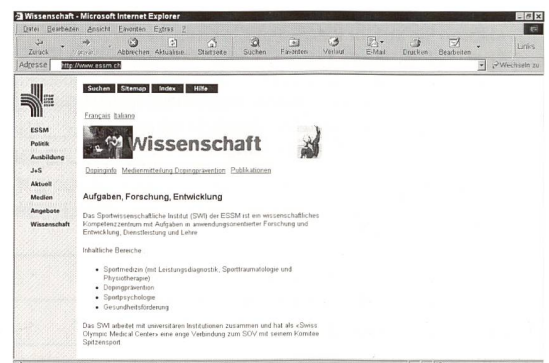 Wissenschaft - Microsoft Internet Explorer
Datei Bearbeiten Ansicht Favoriten Extras ?
Zurück Abbrechen Aktualisie.. Startseite Suchen Favoriten Verlauf E-Mail Drucken Bearbeiten Links
Adresse http://www.essm.ch Wechseln zu
Suchen Sitemap Index Hilfe
Français Italiano
ESSM
Politik
Ausbildung
J+S
Aktuell
Medien
Angebote
Wissenschaft
Wissenschaft
Dopinginfo Medienmitteilung Dopingprävention Publikationen
Aufgaben, Forschung, Entwicklung
Das Sportwissenschaftliche Institut (SWI) der ESSM ist ein wissenschaftliches
Kompetenzzentrum mit Aufgaben in anwendungsorientierter Forschung und
Entwicklung, Dienstleistung und Lehre
Inhaltliche Bereiche
Sportmedizin (mit Leistungsdiagnostik, Sporttraumatologie und
Physiotherapie)
Dopingprävention
Sportpsychologie
Gesundheitsförderung
Das SWI arbeitet mit universitären Institutionen zusammen und hat als «Swiss
Olympic Medical Center» eine enge Verbindung zum SOV mit seinem Komitee
Spitzensport